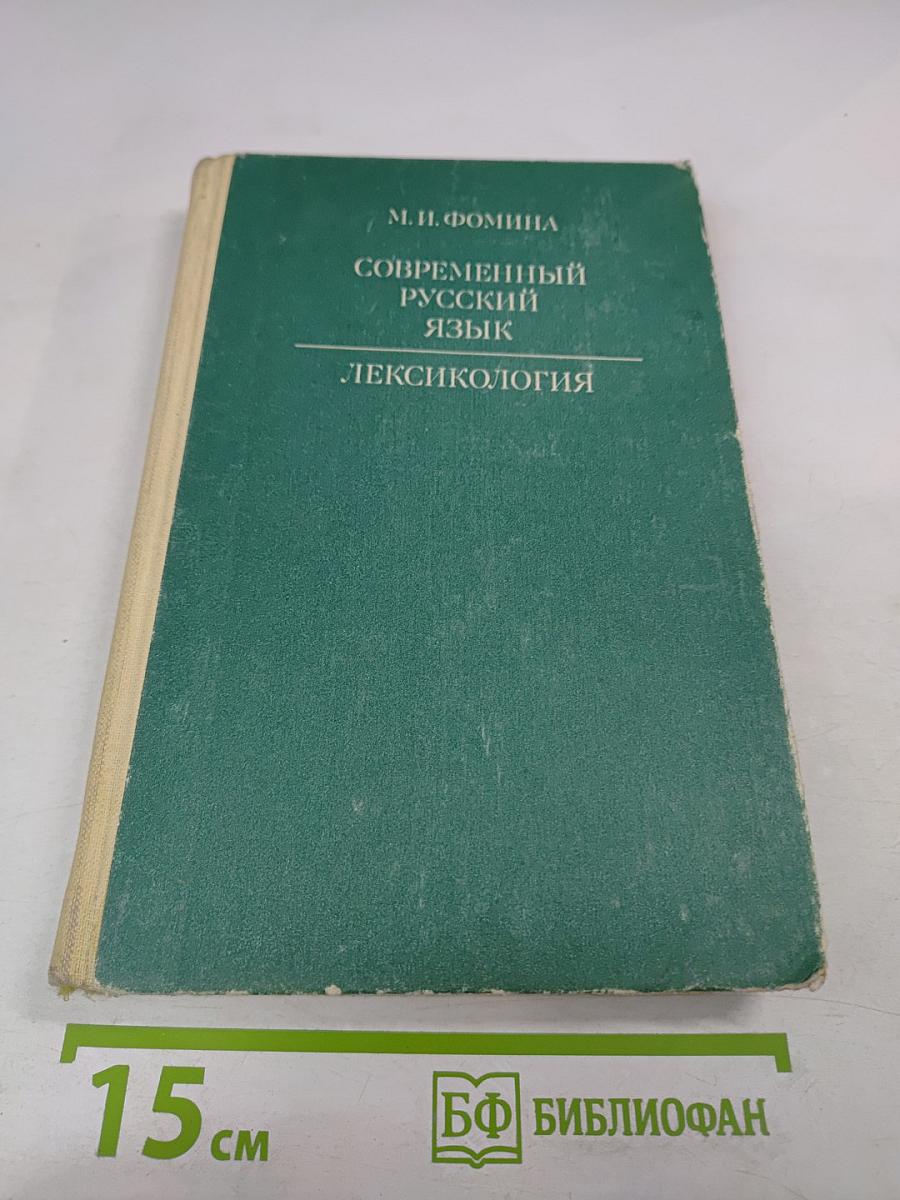 М. И. ФОМИНА
СОВРЕМЕННЫЙ
РУССКИЙ
ЯЗЫК
ЛЕКСИКОЛОГИЯ
15 см
БФ БИБЛИОФАН